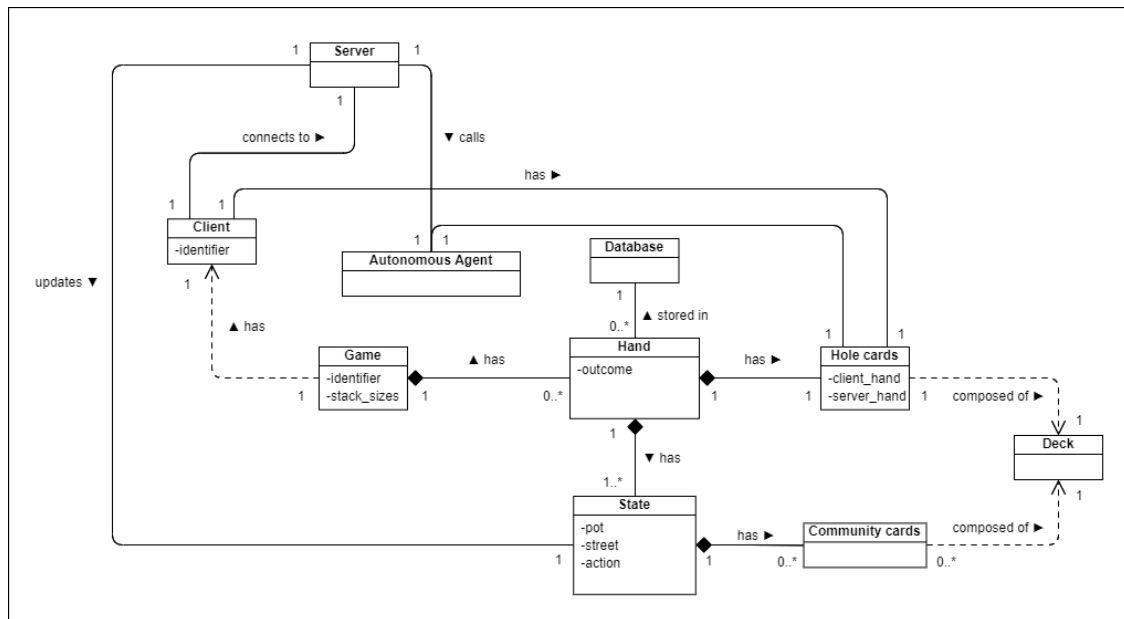 1
Server
1
1
connects to ►
▼ calls
has ►
1
1
Client
-identifier
1
1
1
Autonomous Agent
Database
1
updates ▼
▲ has
▲ stored in
0..*
1
1
Game
-identifier
-stack_sizes
1
1
▲ has
0..*
Hand
-outcome
has ►
1
1
Hole cards
-client_hand
-server_hand
1
composed of ►
1
Deck
1
1
▼ has
1..*
State
-pot
-street
-action
1
1
has ►
0..*
Community cards
0..*
composed of ►